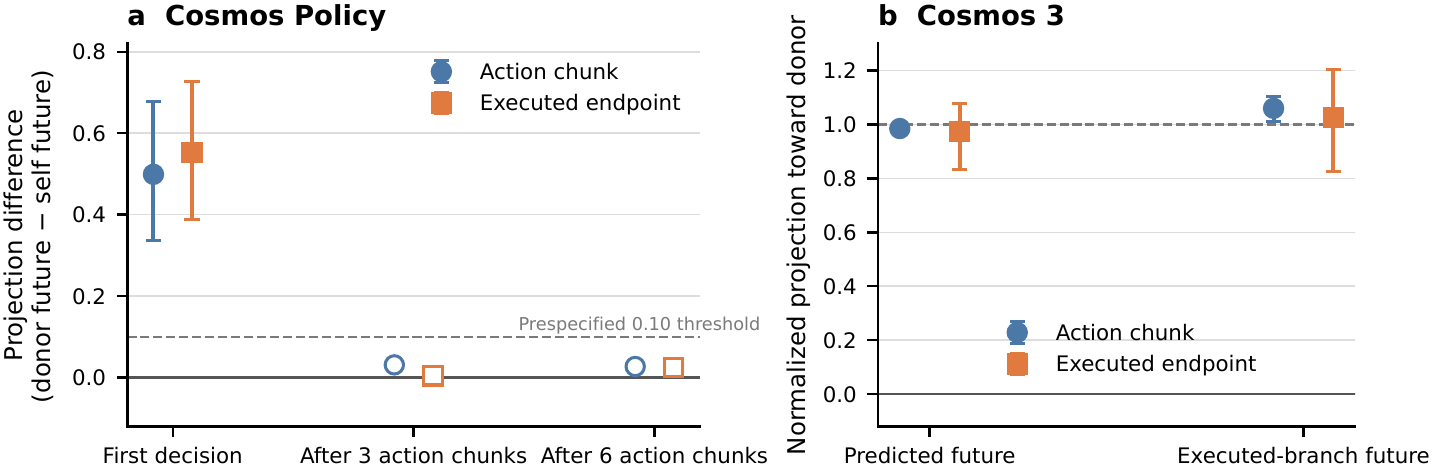 a Cosmos Policy
Projection difference
(donor future − self future)
0.8
0.6
0.4
0.2
0.0
Action chunk
Executed endpoint
Prespecified 0.10 threshold
First decision
After 3 action chunks
After 6 action chunks
b Cosmos 3
Normalized projection toward donor
1.2
1.0
0.8
0.6
0.4
0.2
0.0
Action chunk
Executed endpoint
Predicted future
Executed-branch future